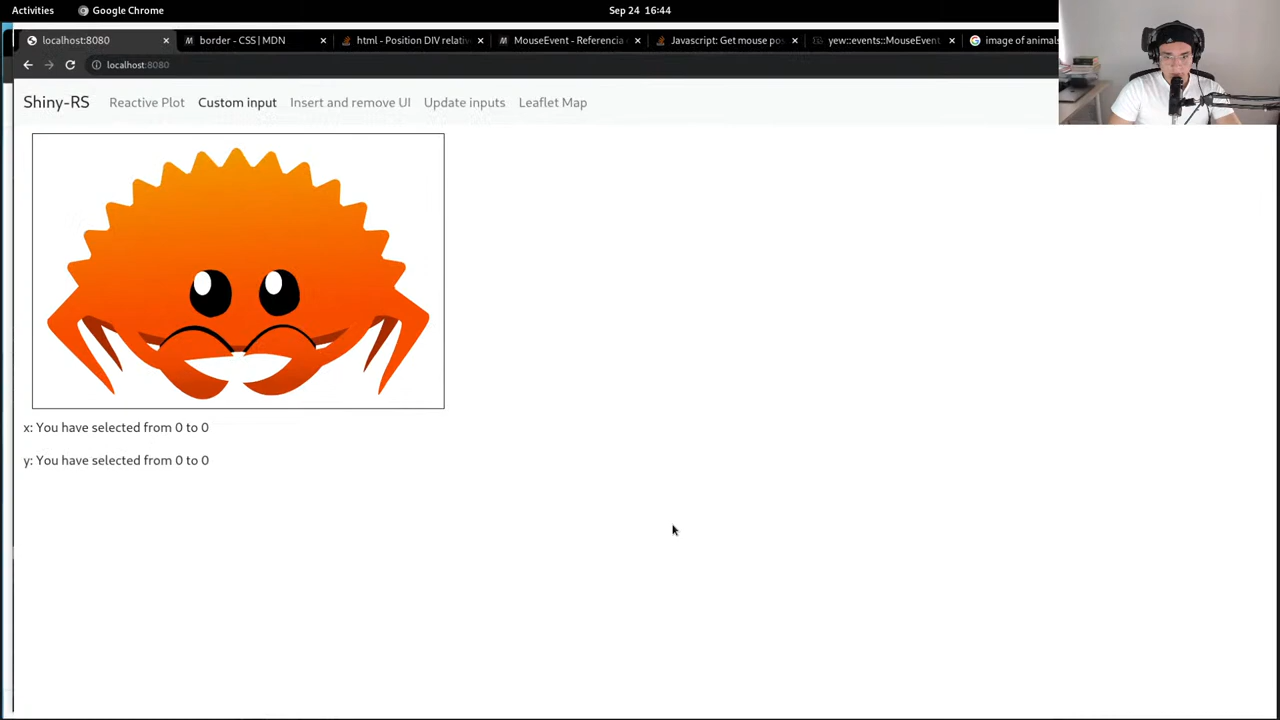 Activities Google Chrome Sep 24 16:44
localhost:8080 border - CSS | MDN html - Position DIV relativ MouseEvent - Referencia Javascript: Get mouse pos yew::events::MouseEvent image of animals
localhost:8080
Shiny-RS Reactive Plot Custom input Insert and remove UI Update inputs Leaflet Map
x: You have selected from 0 to 0
y: You have selected from 0 to 0